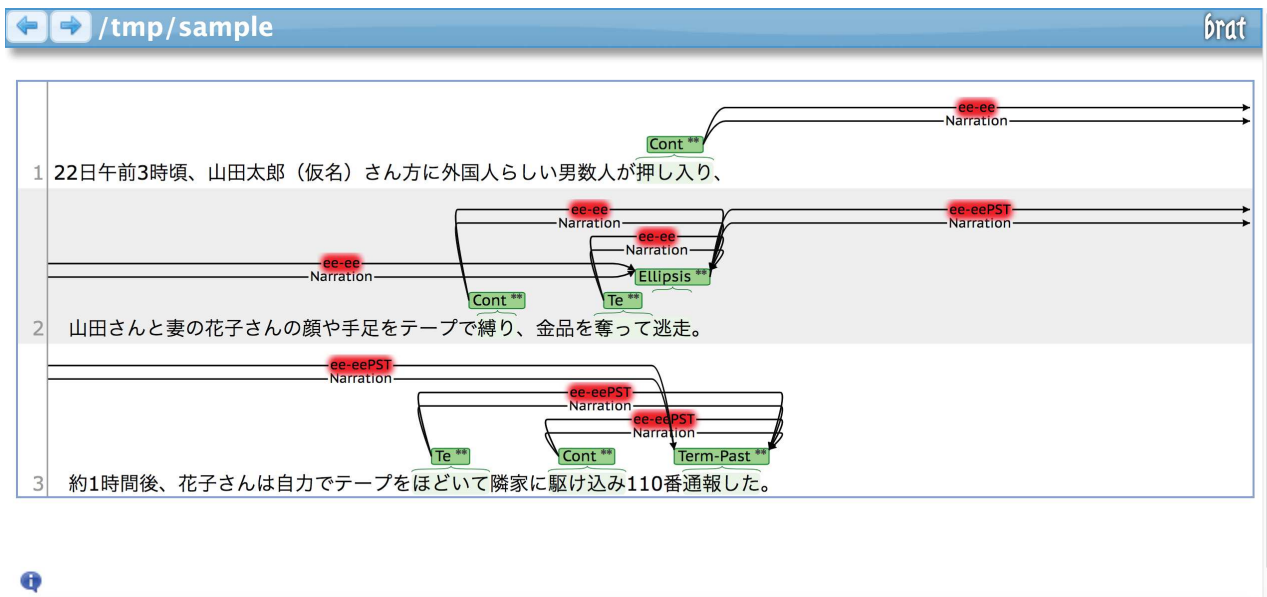 /tmp/sample
brat
ee-ee
Narration
Cont **
1 22日午前3時頃、山田太郎（仮名）さん方に外国人らしい男数人が押し入り、
ee-ee ee-eePST
Narration Narration
ee-ee
Narration
ee-ee
Narration
Ellipsis **
Cont ** Te **
2 山田さんと妻の花子さんの顔や手足をテープで縛り、金品を奪って逃走。
ee-eePST
Narration
ee-eePST
Narration
ee-eePST
Narration
Te ** Cont ** Term-Past **
3 約1時間後、花子さんは自力でテープをほどいて隣家に駆け込み110番通報した。